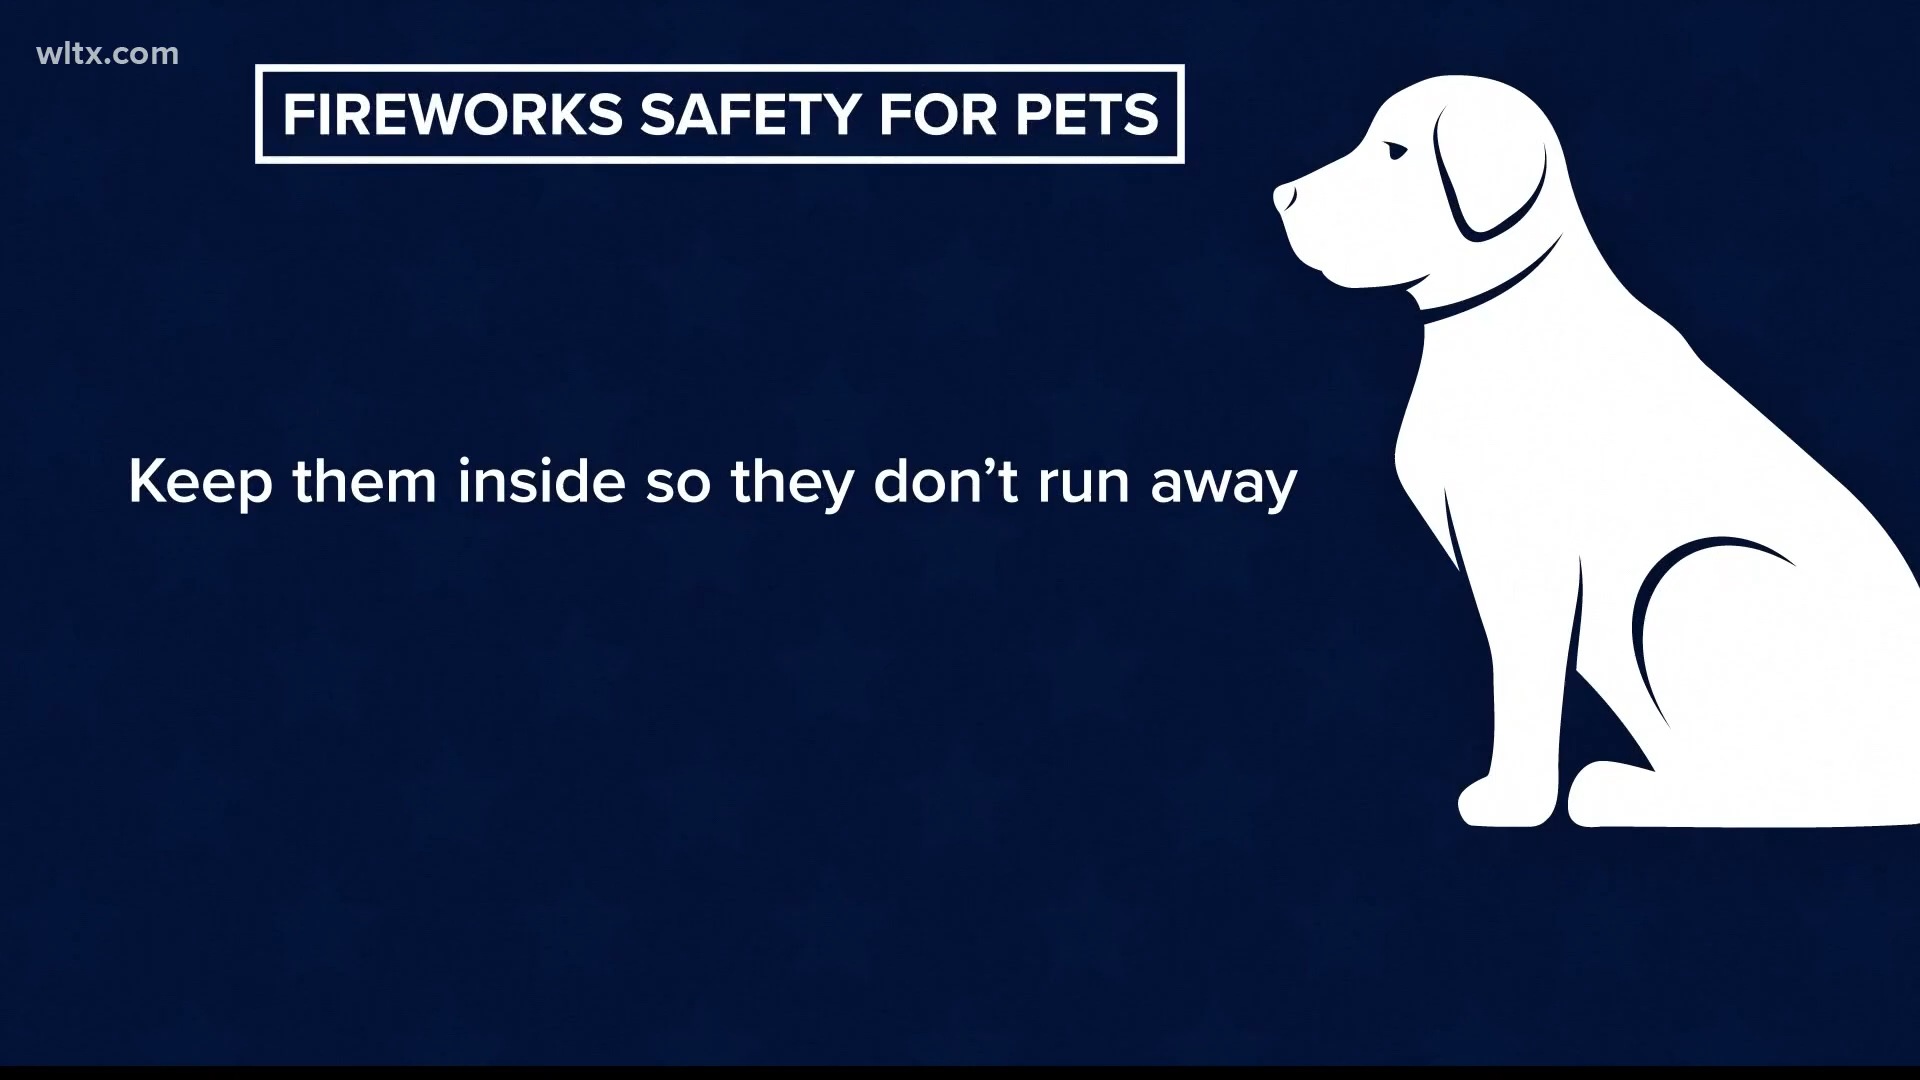 wltx.com
FIREWORKS SAFETY FOR PETS
Keep them inside so they don’t run away